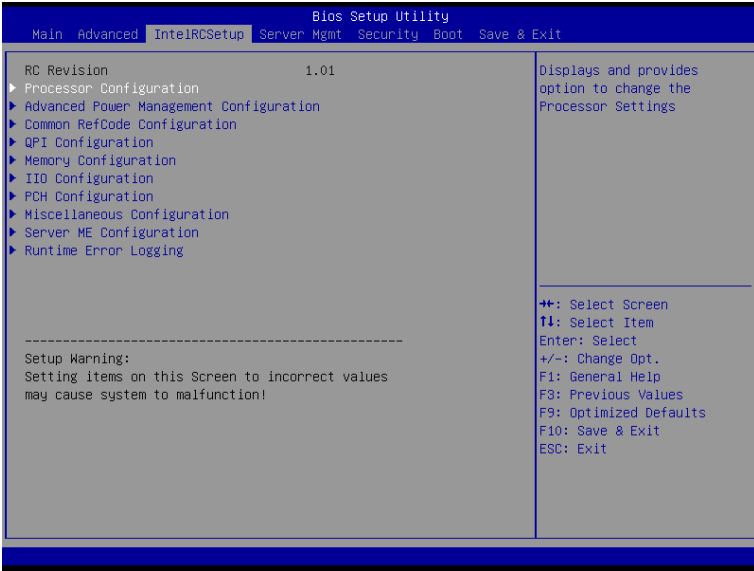 Bios Setup Utility
Main Advanced IntelRCSetup Server Mgmt Security Boot Save & Exit
RC Revision 1.01
Processor Configuration
Advanced Power Management Configuration
Common RefCode Configuration
QPI Configuration
Memory Configuration
IIO Configuration
PCH Configuration
Miscellaneous Configuration
Server ME Configuration
Runtime Error Logging
--------------------------------------------------
Setup Warning:
Setting items on this Screen to incorrect values
may cause system to malfunction!
Displays and provides
option to change the
Processor Settings
→←: Select Screen
↑↓: Select Item
Enter: Select
+/-: Change Opt.
F1: General Help
F3: Previous Values
F9: Optimized Defaults
F10: Save & Exit
ESC: Exit